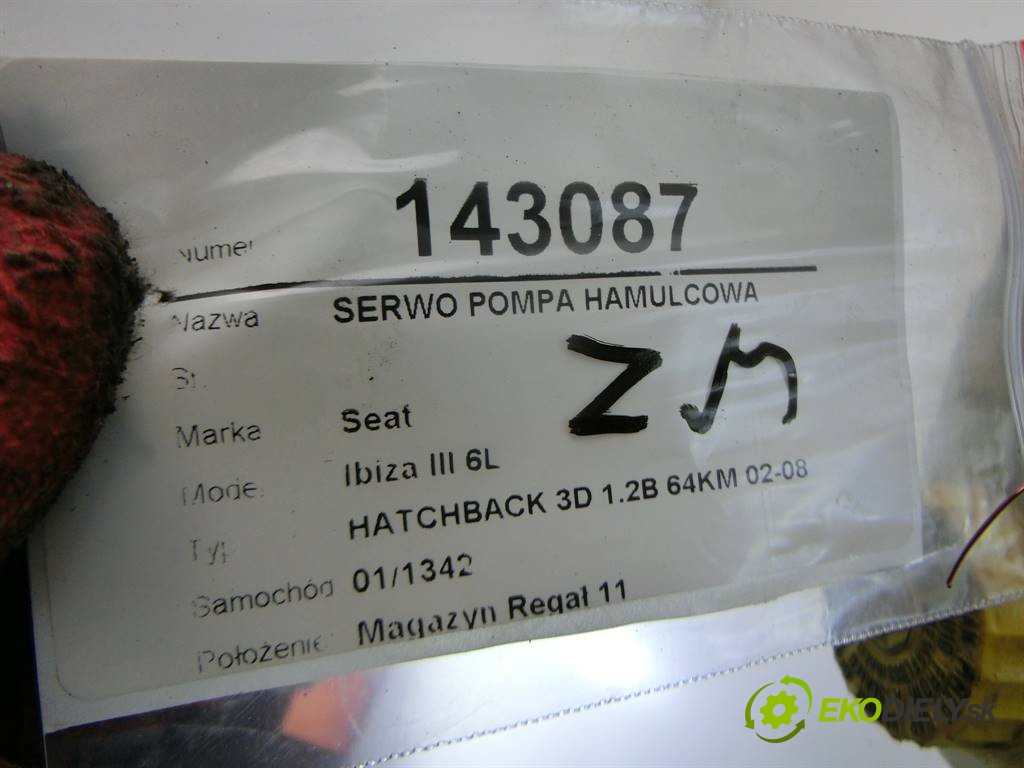 Numer 143087
Nazwa SERWO POMPA HAMULCOWA
ZM
Marka Seat
Model Ibiza III 6L
Typ HATCHBACK 3D 1.2B 64KM 02-08
Samochód 01/1342
Położenie Magazyn Regał 11
EKODIELY.sk